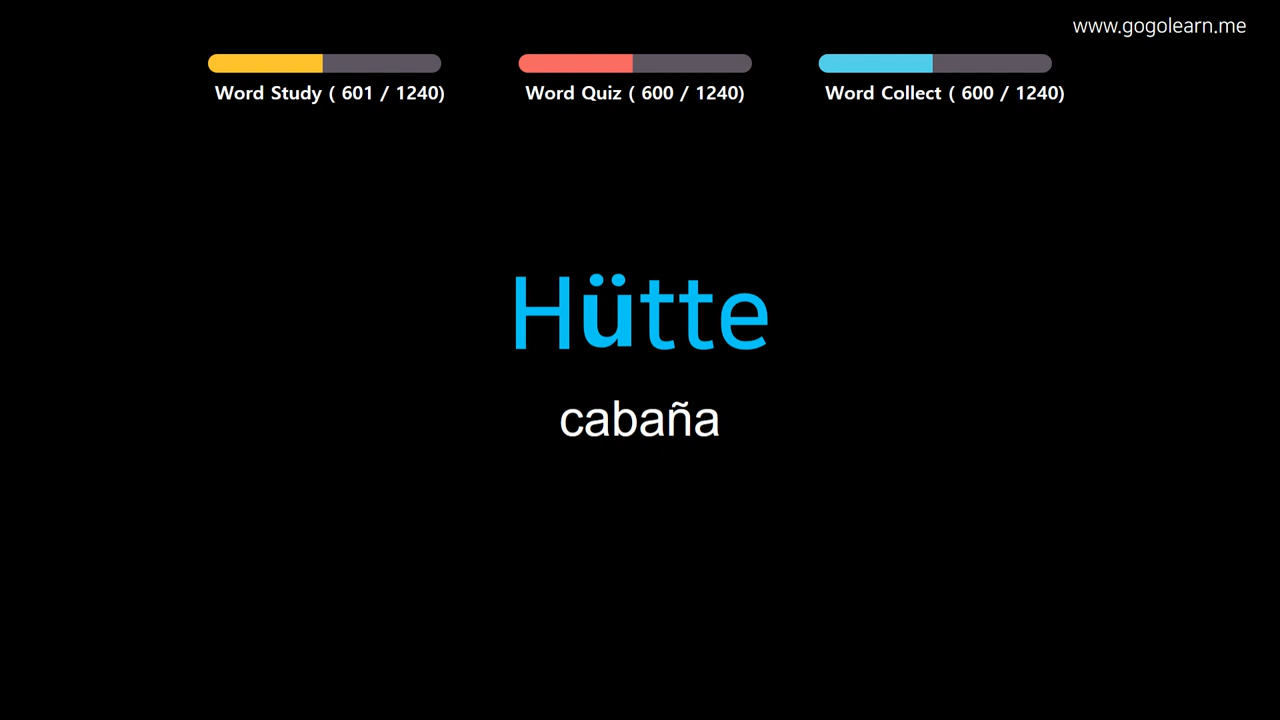 www.gogolearn.me
Word Study ( 601 / 1240)
Word Quiz ( 600 / 1240)
Word Collect ( 600 / 1240)
Hütte
cabaña